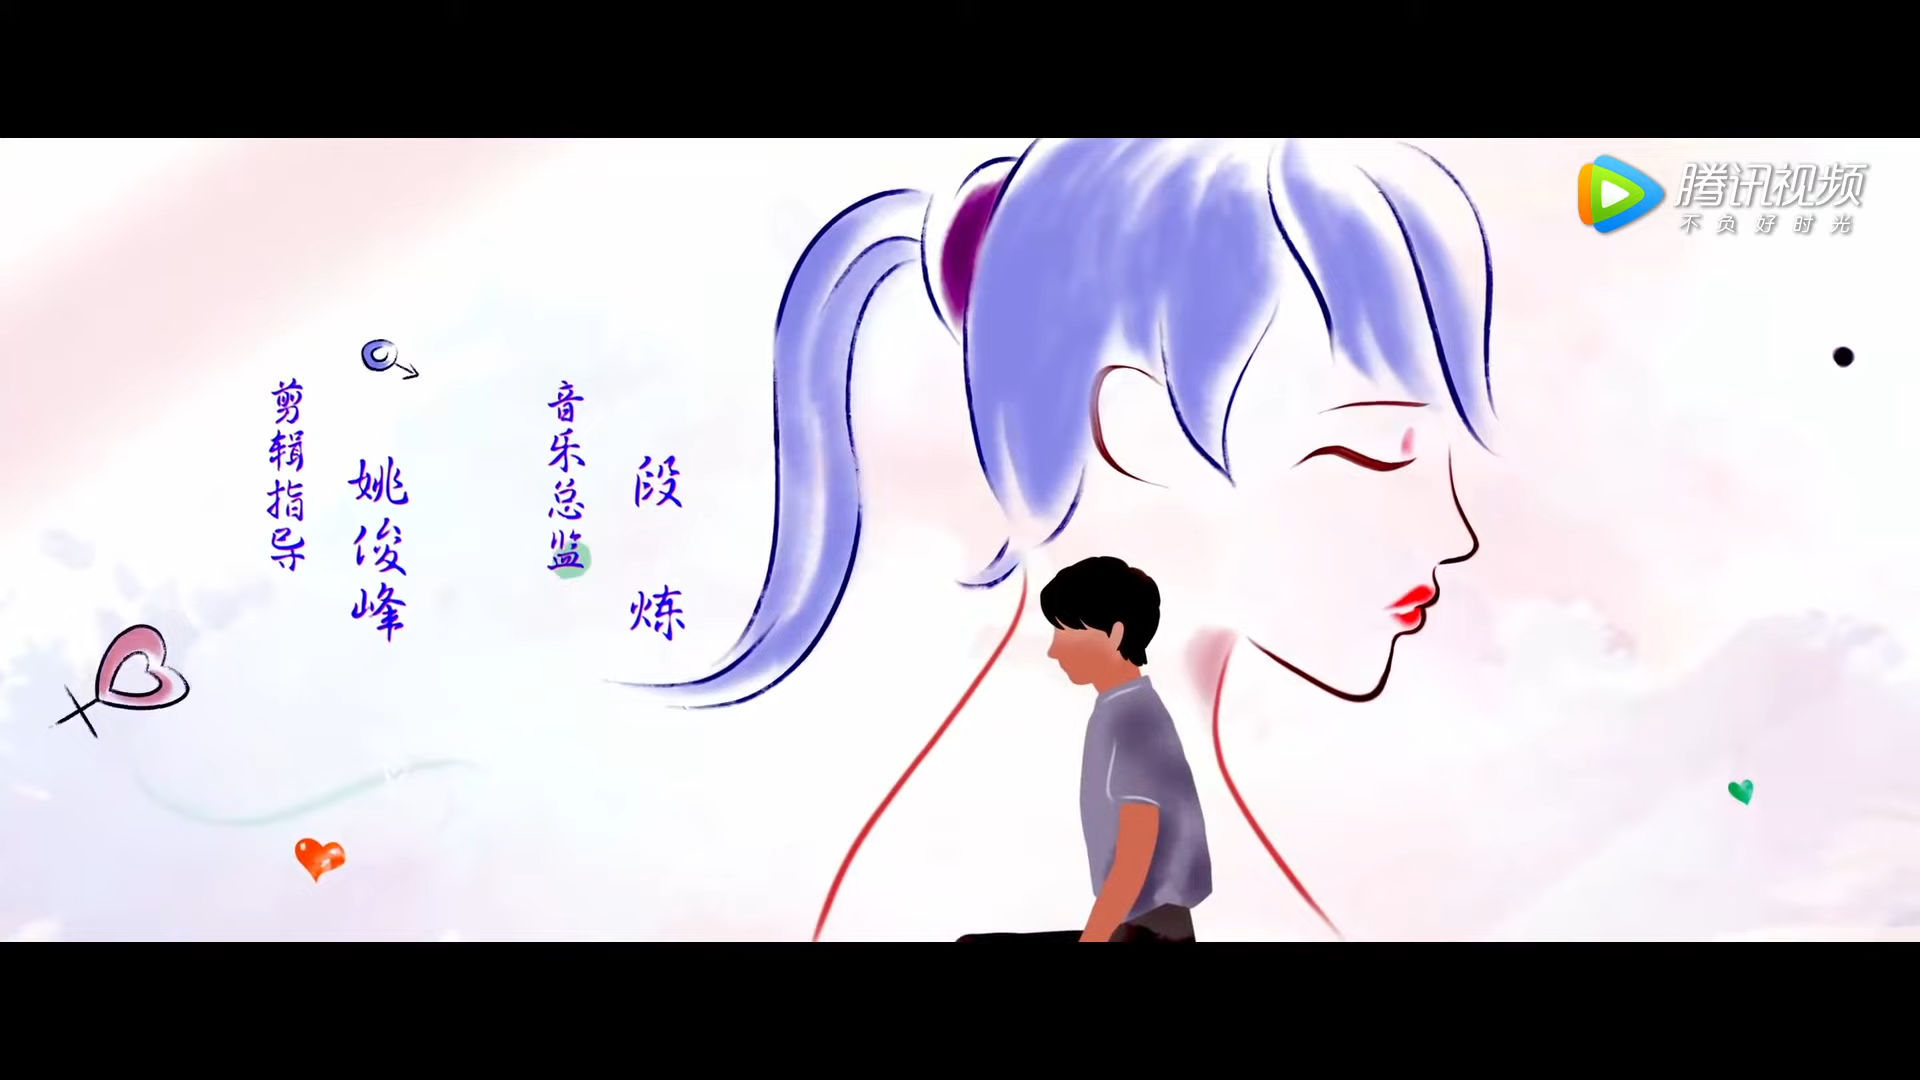 腾讯视频
不负好时光
剪辑指导
姚俊峰
音乐总监
段炼